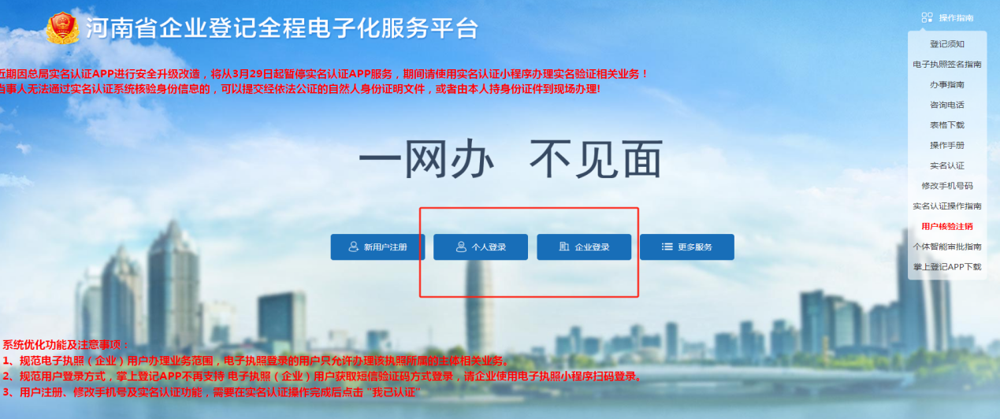 河南省企业登记全程电子化服务平台
操作指南
登记须知
电子执照签名指南
办事指南
咨询电话
表格下载
操作手册
实名认证
修改手机号码
实名认证操作指南
用户核验注销
个体智能审批指南
掌上登记APP下载
近期因总局实名认证APP进行安全升级改造，将从3月29日起暂停实名认证APP服务，期间请使用实名认证小程序办理实名验证相关业务！
当事人无法通过实名认证系统核验身份信息的，可以提交经依法公证的自然人身份证明文件，或者由本人持身份证件到现场办理!
一网办 不见面
新用户注册 个人登录 企业登录 更多服务
系统优化功能及注意事项：
1、规范电子执照（企业）用户办理业务范围，电子执照登录的用户只允许办理该执照所属的主体相关业务。
2、规范用户登录方式，掌上登记APP不再支持 电子执照（企业）用户获取短信验证码方式登录，请企业使用电子执照小程序扫码登录。
3、用户注册、修改手机号及实名认证功能，需要在实名认证操作完成后点击 "我已认证"